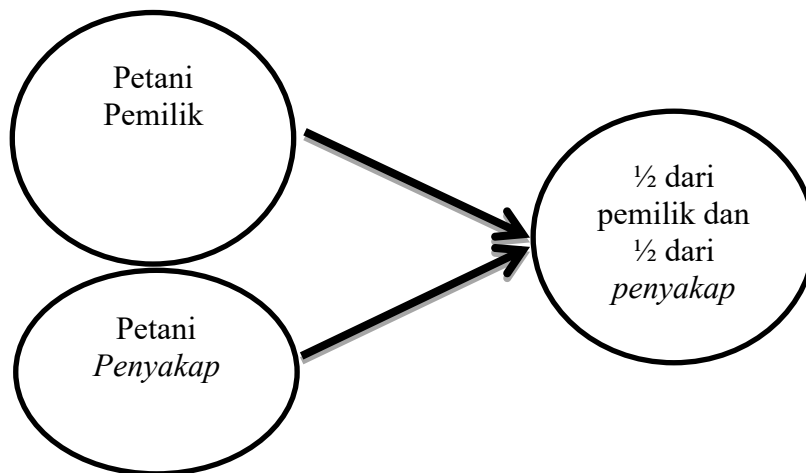 Petani
Pemilik
½ dari
pemilik dan
½ dari
penyakap
Petani
Penyakap